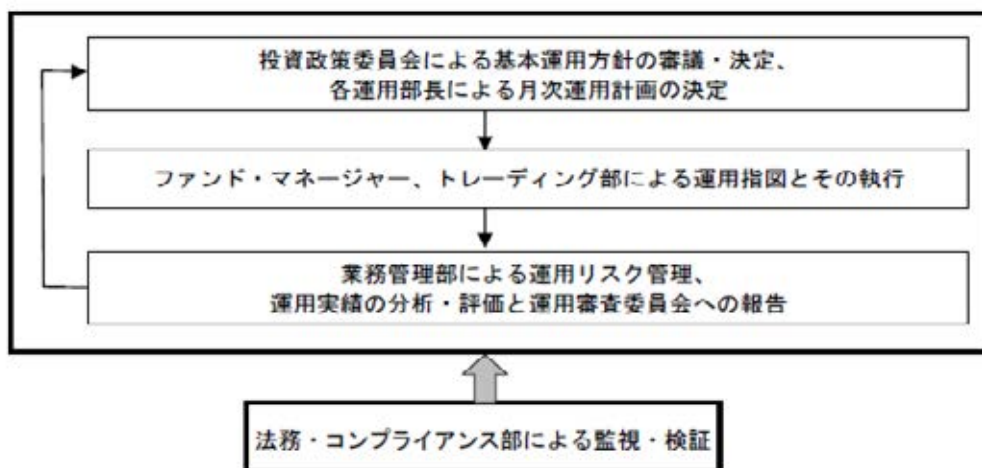 投資政策委員会による基本運用方針の審議・決定、
各運用部長による月次運用計画の決定
ファンド・マネージャー、トレーディング部による運用指図とその執行
業務管理部による運用リスク管理、
運用実績の分析・評価と運用審査委員会への報告
法務・コンプライアンス部による監視・検証